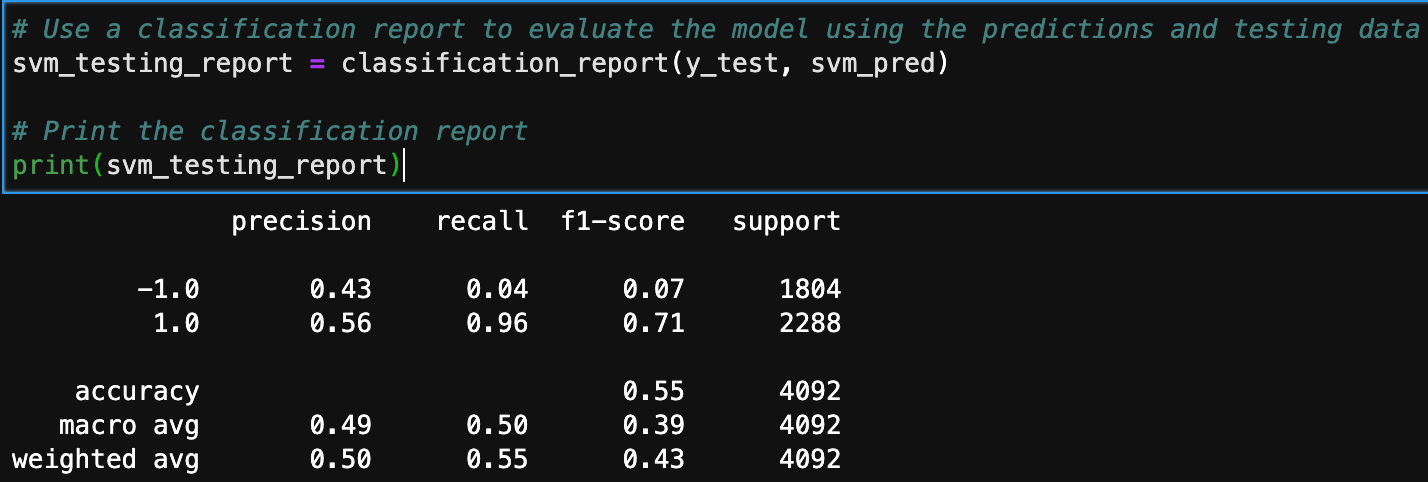 # Use a classification report to evaluate the model using the predictions and testing data
svm_testing_report = classification_report(y_test, svm_pred)
# Print the classification report
print(svm_testing_report)
precision recall f1-score support
-1.0 0.43 0.04 0.07 1804
1.0 0.56 0.96 0.71 2288
accuracy 0.55 4092
macro avg 0.49 0.50 0.39 4092
weighted avg 0.50 0.55 0.43 4092